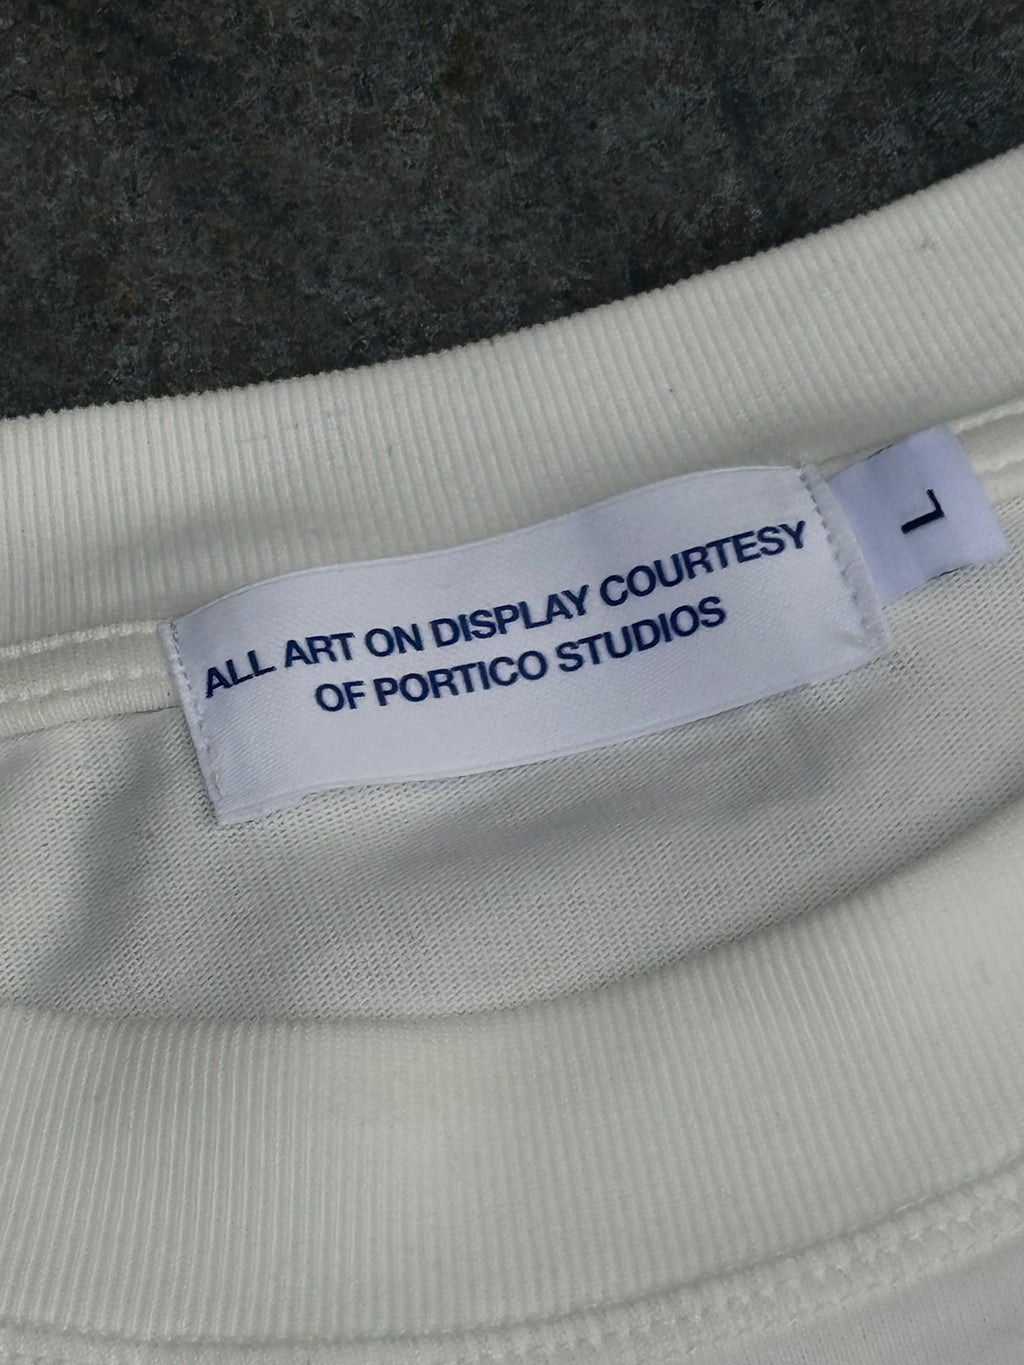 ALL ART ON DISPLAY COURTESY
OF PORTICO STUDIOS
L